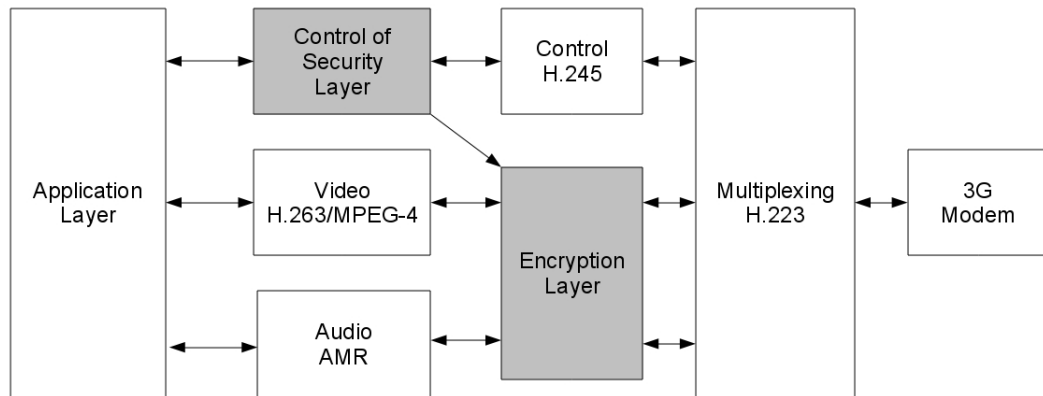 Control of
Security
Layer
Control
H.245
Application
Layer
Video
H.263/MPEG-4
Encryption
Layer
Multiplexing
H.223
3G
Modem
Audio
AMR